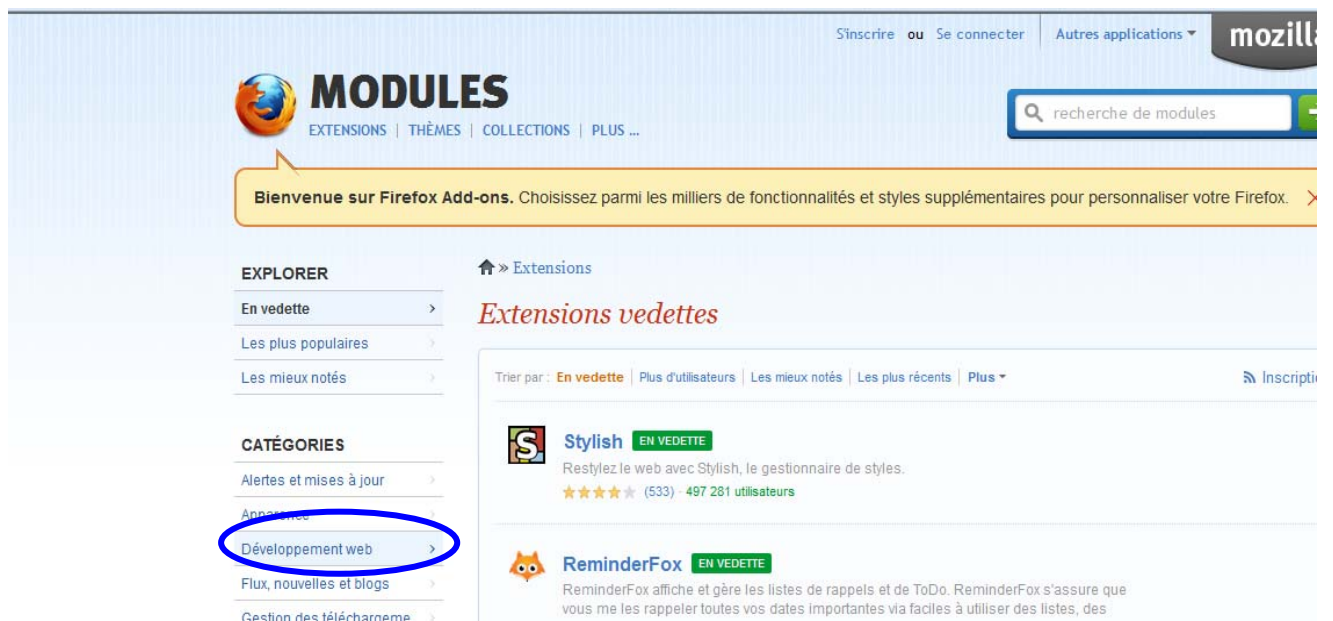 S'inscrire ou Se connecter
Autres applications
mozilla
MODULES
EXTENSIONS | THÈMES | COLLECTIONS | PLUS ...
recherche de modules
Bienvenue sur Firefox Add-ons. Choisissez parmi les milliers de fonctionnalités et styles supplémentaires pour personnaliser votre Firefox.
EXPLORER
En vedette
Les plus populaires
Les mieux notés
CATÉGORIES
Alertes et mises à jour
Apparence
Développement web
Flux, nouvelles et blogs
Gestion des téléchargeme
» Extensions
Extensions vedettes
Trier par : En vedette | Plus d'utilisateurs | Les mieux notés | Les plus récents | Plus
Inscriptio
Stylish EN VEDETTE
Restylez le web avec Stylish, le gestionnaire de styles.
(533) - 497 281 utilisateurs
ReminderFox EN VEDETTE
ReminderFox affiche et gère les listes de rappels et de ToDo. ReminderFox s'assure que
vous me les rappeler toutes vos dates importantes via faciles à utiliser des listes, des